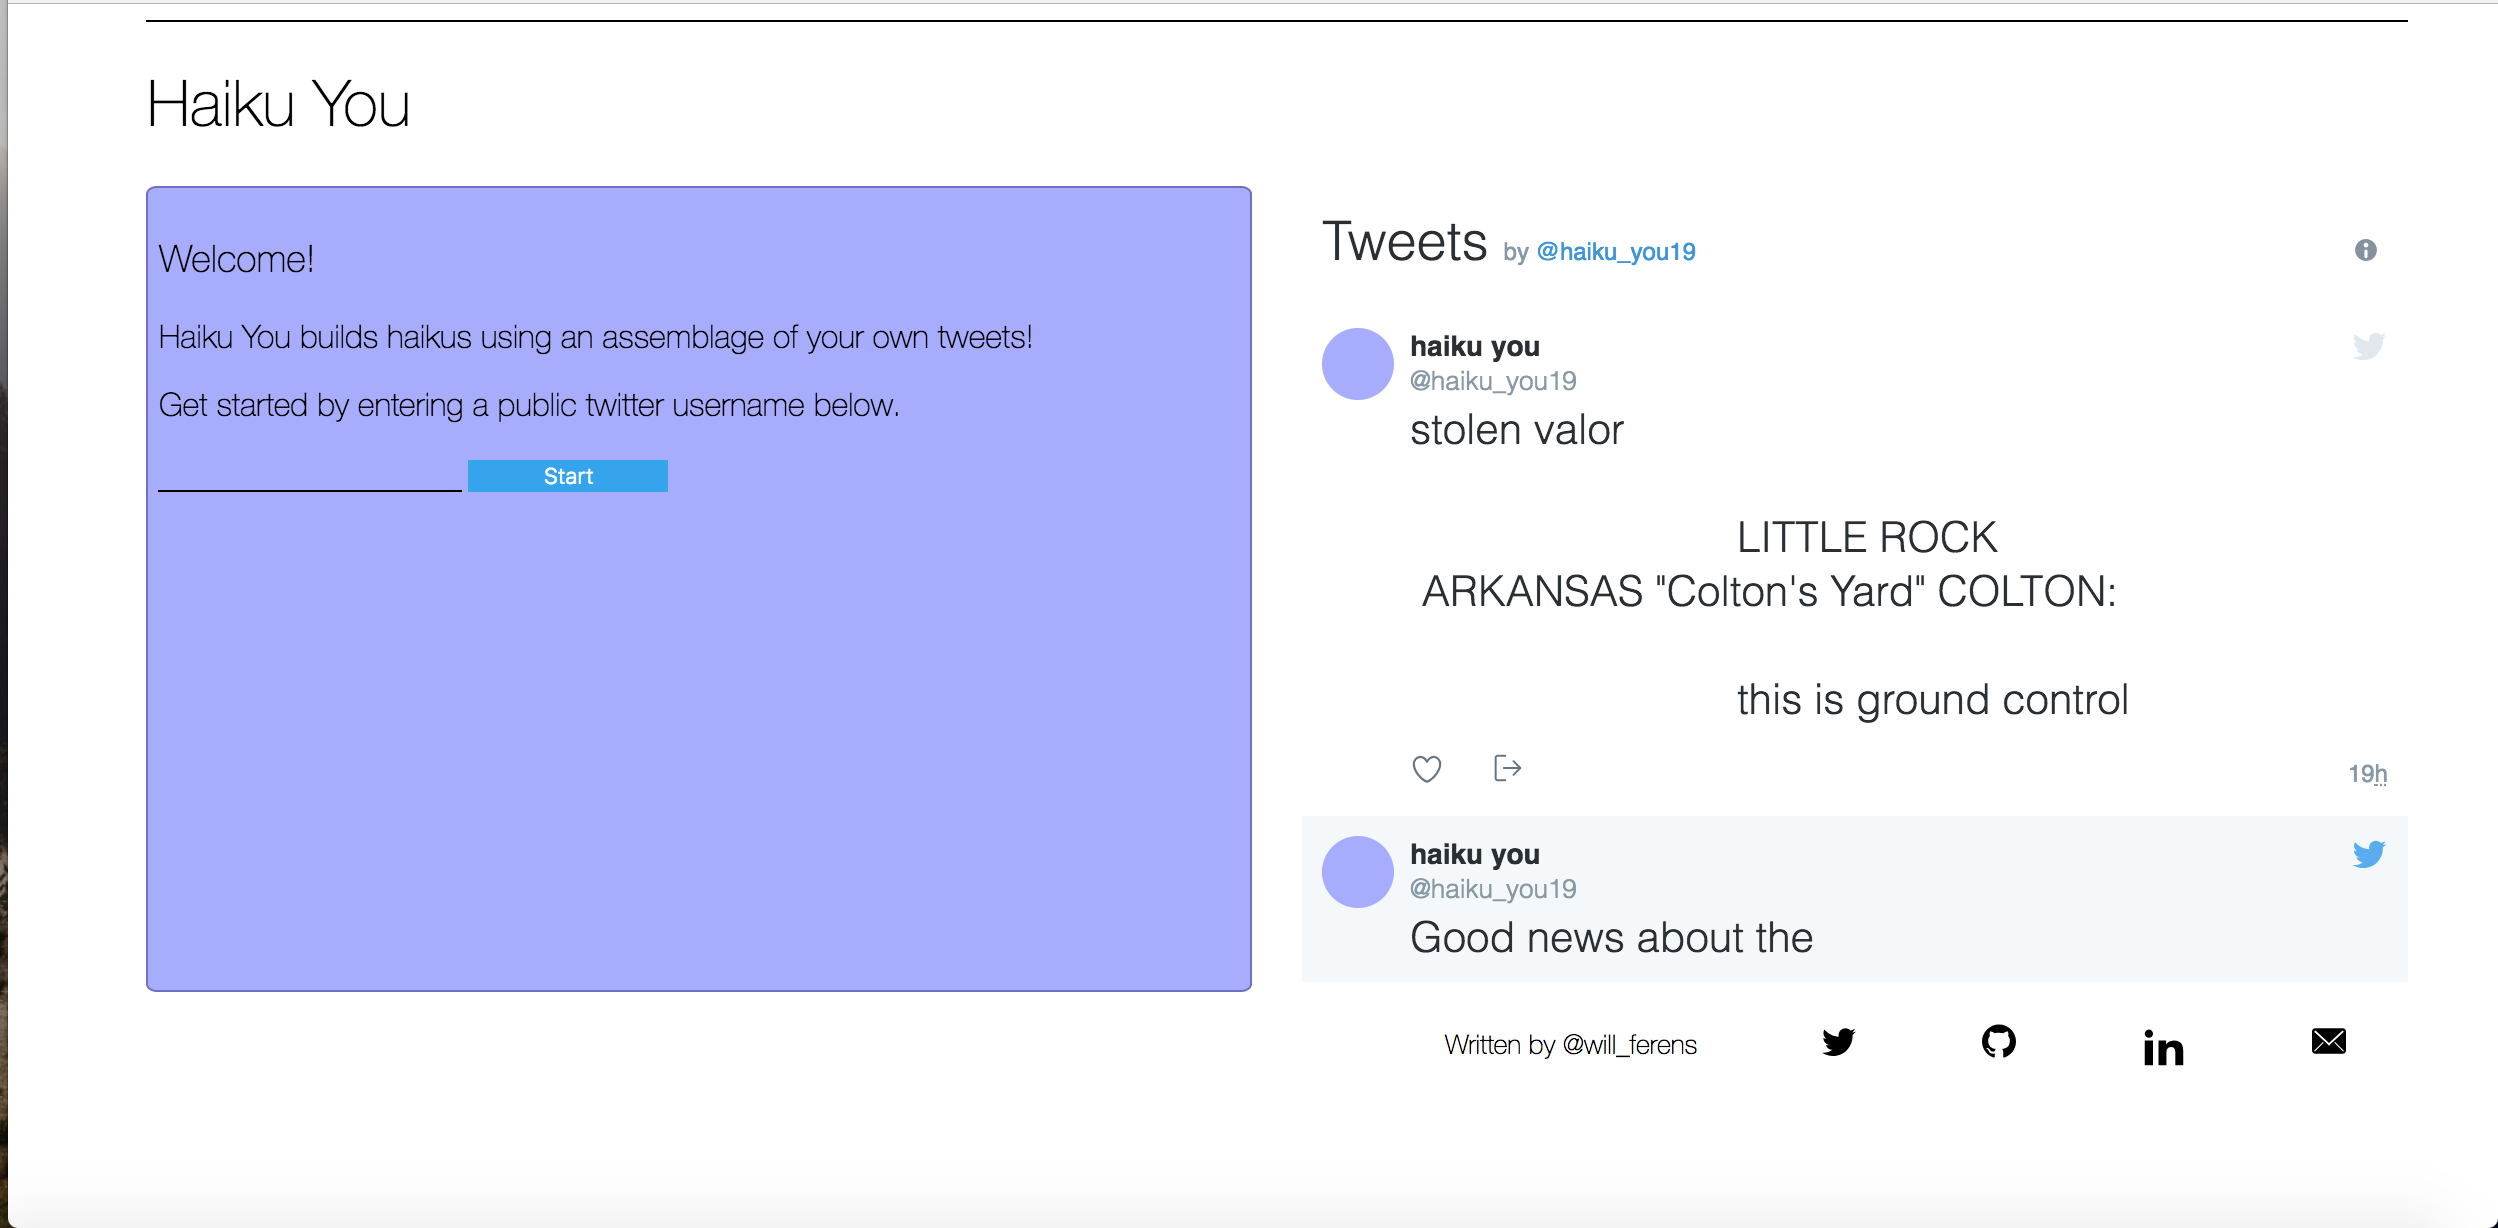 Haiku You
Welcome!
Haiku You builds haikus using an assemblage of your own tweets!
Get started by entering a public twitter username below.
Start
Tweets by @haiku_you19
haiku you
@haiku_you19
stolen valor
LITTLE ROCK
ARKANSAS "Colton's Yard" COLTON:
this is ground control
19h
haiku you
@haiku_you19
Good news about the
Written by @will_ferens
in